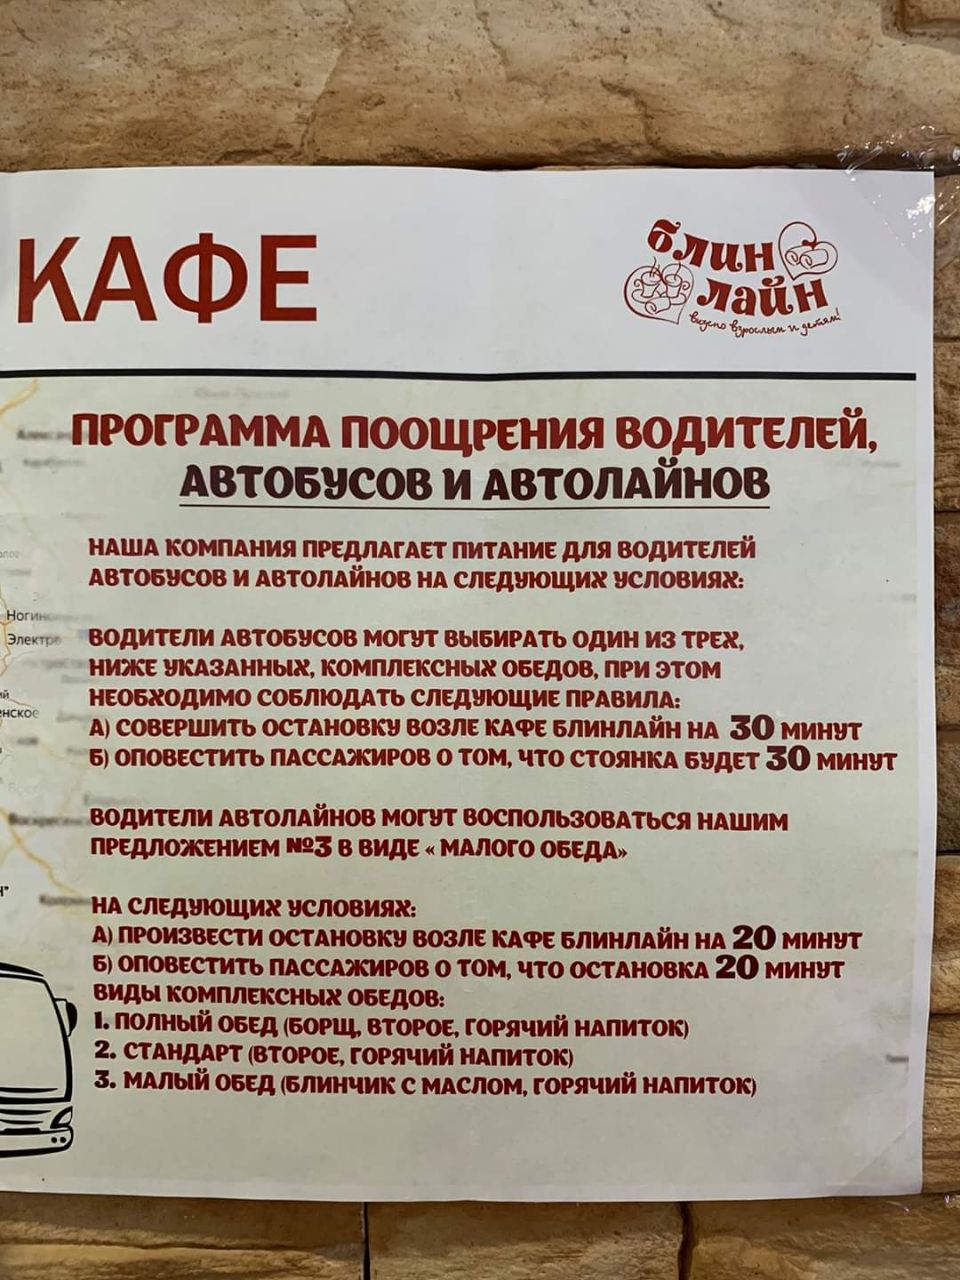 КАФЕ
блин
лайн
вкусно взрослым и детям!
ПРОГРАММА ПООЩРЕНИЯ ВОДИТЕЛЕЙ,
АВТОБУСОВ И АВТОЛАЙНОВ
НАША КОМПАНИЯ ПРЕДЛАГАЕТ ПИТАНИЕ ДЛЯ ВОДИТЕЛЕЙ
АВТОБУСОВ И АВТОЛАЙНОВ НА СЛЕДУЮЩИХ УСЛОВИЯХ:
ВОДИТЕЛИ АВТОБУСОВ МОГУТ ВЫБИРАТЬ ОДИН ИЗ ТРЕХ,
НИЖЕ УКАЗАННЫХ, КОМПЛЕКСНЫХ ОБЕДОВ, ПРИ ЭТОМ
НЕОБХОДИМО СОБЛЮДАТЬ СЛЕДУЮЩИЕ ПРАВИЛА:
А) СОВЕРШИТЬ ОСТАНОВКУ ВОЗЛЕ КАФЕ БЛИНЛАЙН НА 30 МИНУТ
Б) ОПОВЕСТИТЬ ПАССАЖИРОВ О ТОМ, ЧТО СТОЯНКА БУДЕТ 30 МИНУТ
ВОДИТЕЛИ АВТОЛАЙНОВ МОГУТ ВОСПОЛЬЗОВАТЬСЯ НАШИМ
ПРЕДЛОЖЕНИЕМ №3 В ВИДЕ « МАЛОГО ОБЕДА»
НА СЛЕДУЮЩИХ УСЛОВИЯХ:
А) ПРОИЗВЕСТИ ОСТАНОВКУ ВОЗЛЕ КАФЕ БЛИНЛАЙН НА 20 МИНУТ
Б) ОПОВЕСТИТЬ ПАССАЖИРОВ О ТОМ, ЧТО ОСТАНОВКА 20 МИНУТ
ВИДЫ КОМПЛЕКСНЫХ ОБЕДОВ:
1. ПОЛНЫЙ ОБЕД (БОРЩ, ВТОРОЕ, ГОРЯЧИЙ НАПИТОК)
2. СТАНДАРТ (ВТОРОЕ, ГОРЯЧИЙ НАПИТОК)
3. МАЛЫЙ ОБЕД (БЛИНЧИК С МАСЛОМ, ГОРЯЧИЙ НАПИТОК)